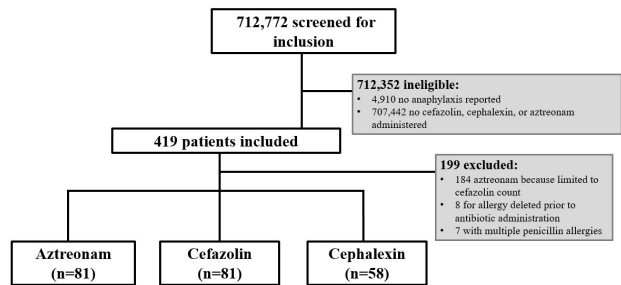 712,772 screened for
inclusion
712,352 ineligible:
• 4,910 no anaphylaxis reported
• 707,442 no cefazolin, cephalexin, or aztreonam
administered
419 patients included
199 excluded:
• 184 aztreonam because limited to
cefazolin count
• 8 for allergy deleted prior to
antibiotic administration
• 7 with multiple penicillin allergies
Aztreonam
(n=81)
Cefazolin
(n=81)
Cephalexin
(n=58)